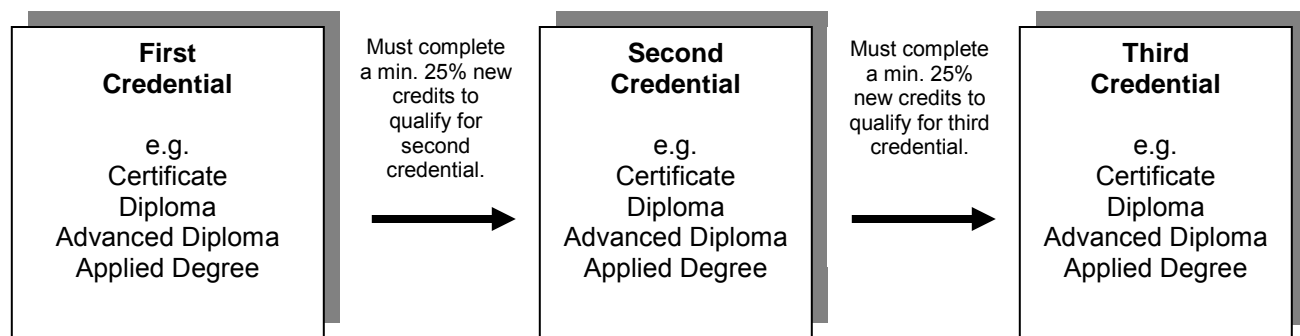 First
Credential
e.g.
Certificate
Diploma
Advanced Diploma
Applied Degree
Must complete
a min. 25% new
credits to
qualify for
second
credential.
Second
Credential
e.g.
Certificate
Diploma
Advanced Diploma
Applied Degree
Must complete
a min. 25%
new credits to
qualify for third
credential.
Third
Credential
e.g.
Certificate
Diploma
Advanced Diploma
Applied Degree